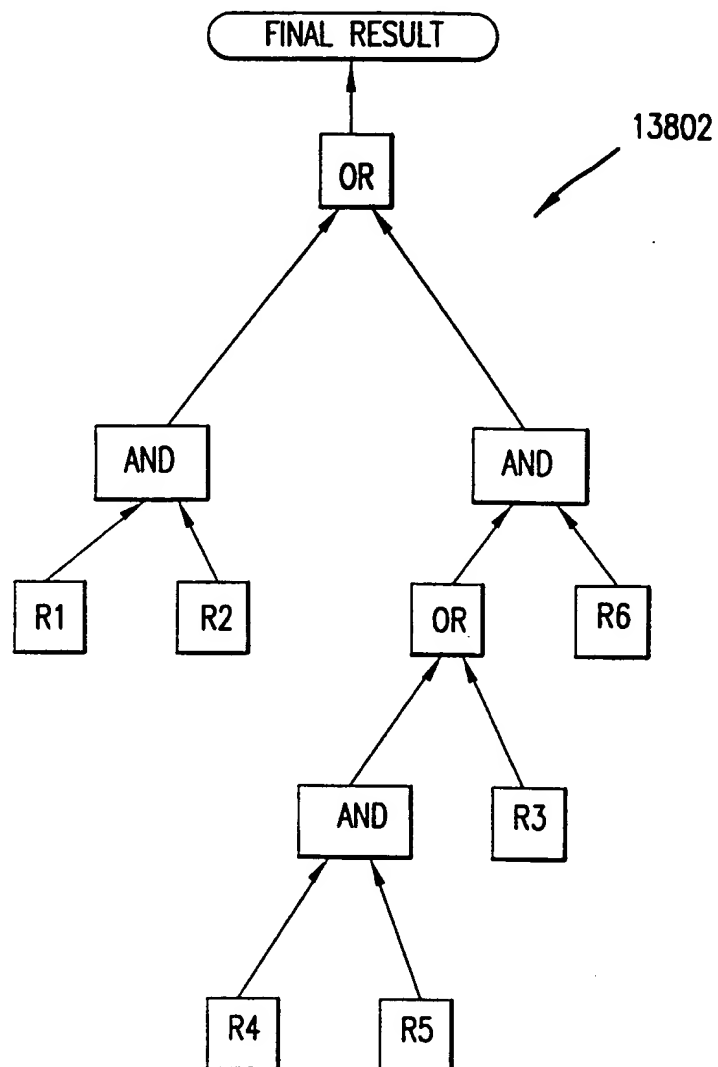 FINAL RESULT
13802
OR
AND
AND
R1
R2
OR
R6
AND
R3
R4
R5